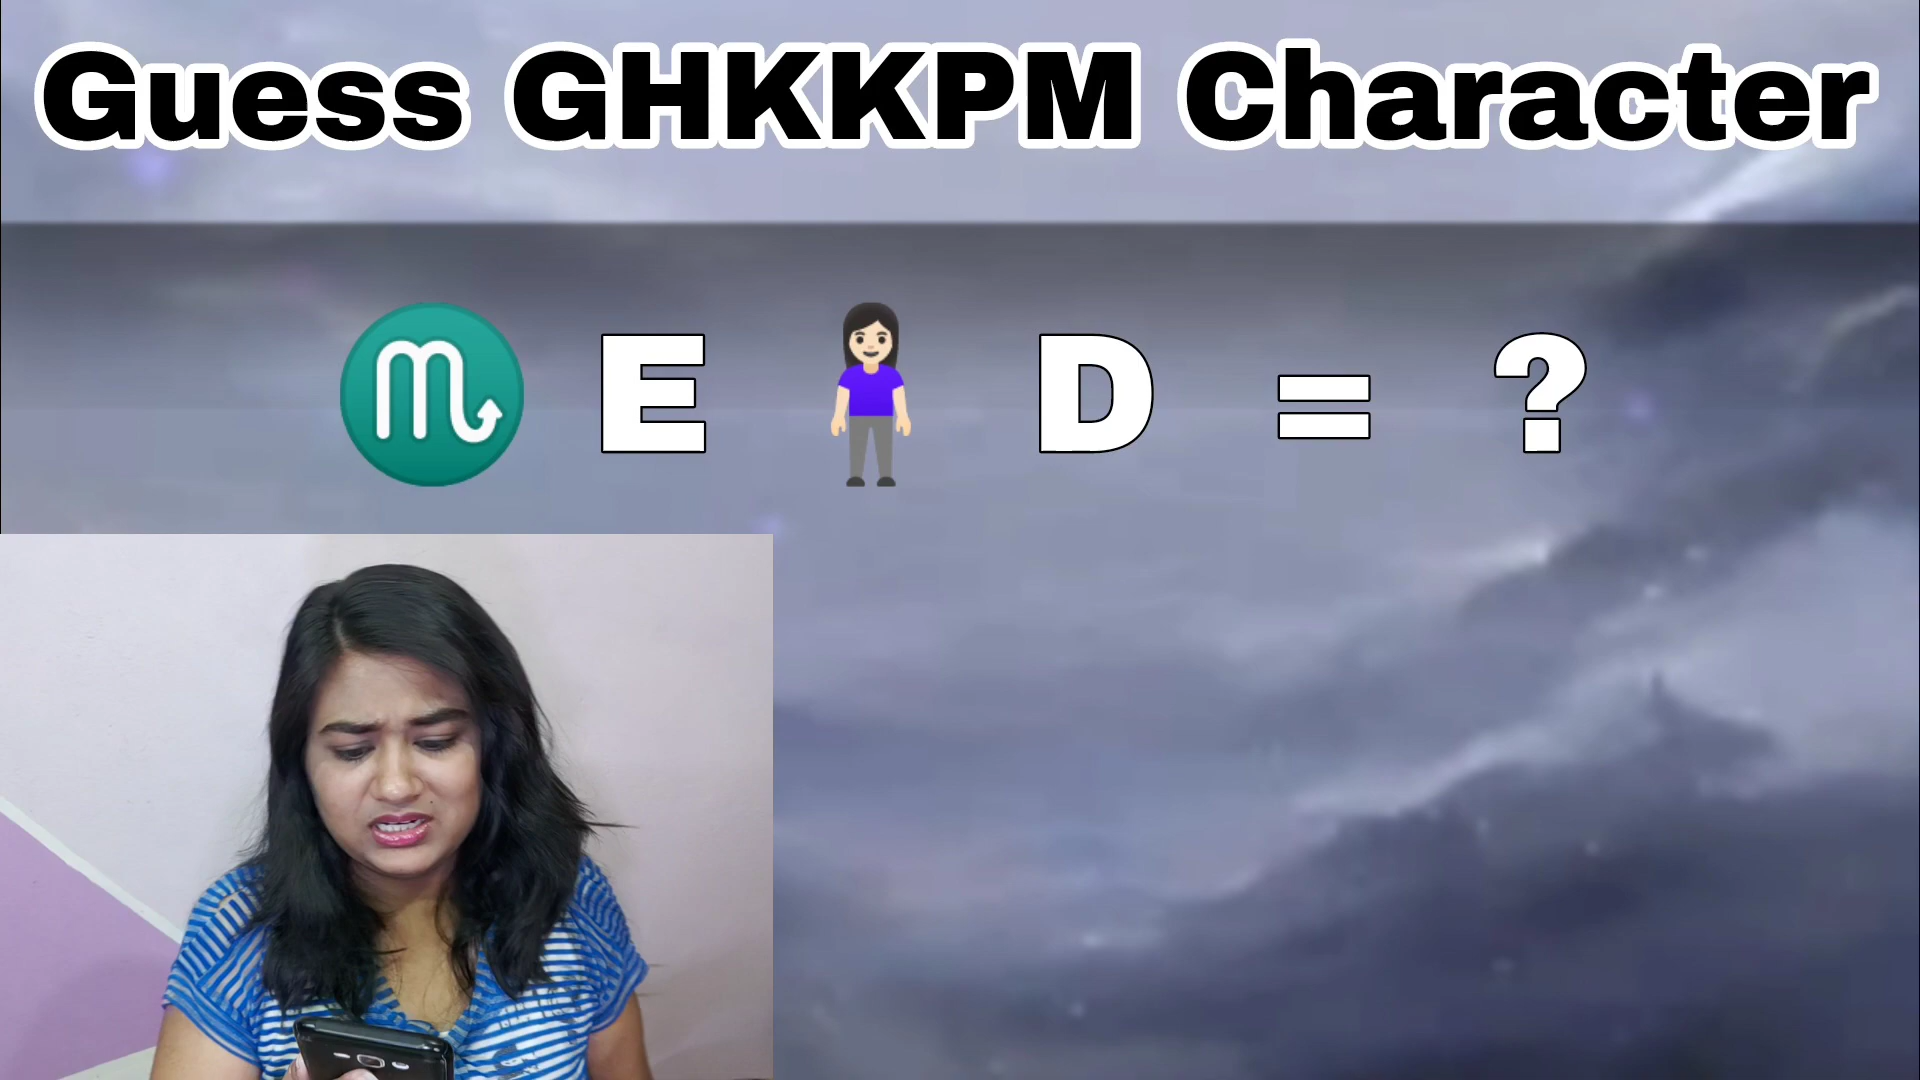 Guess GHKKPM Character
♏ E 🧍🏻‍♀️ D = ?